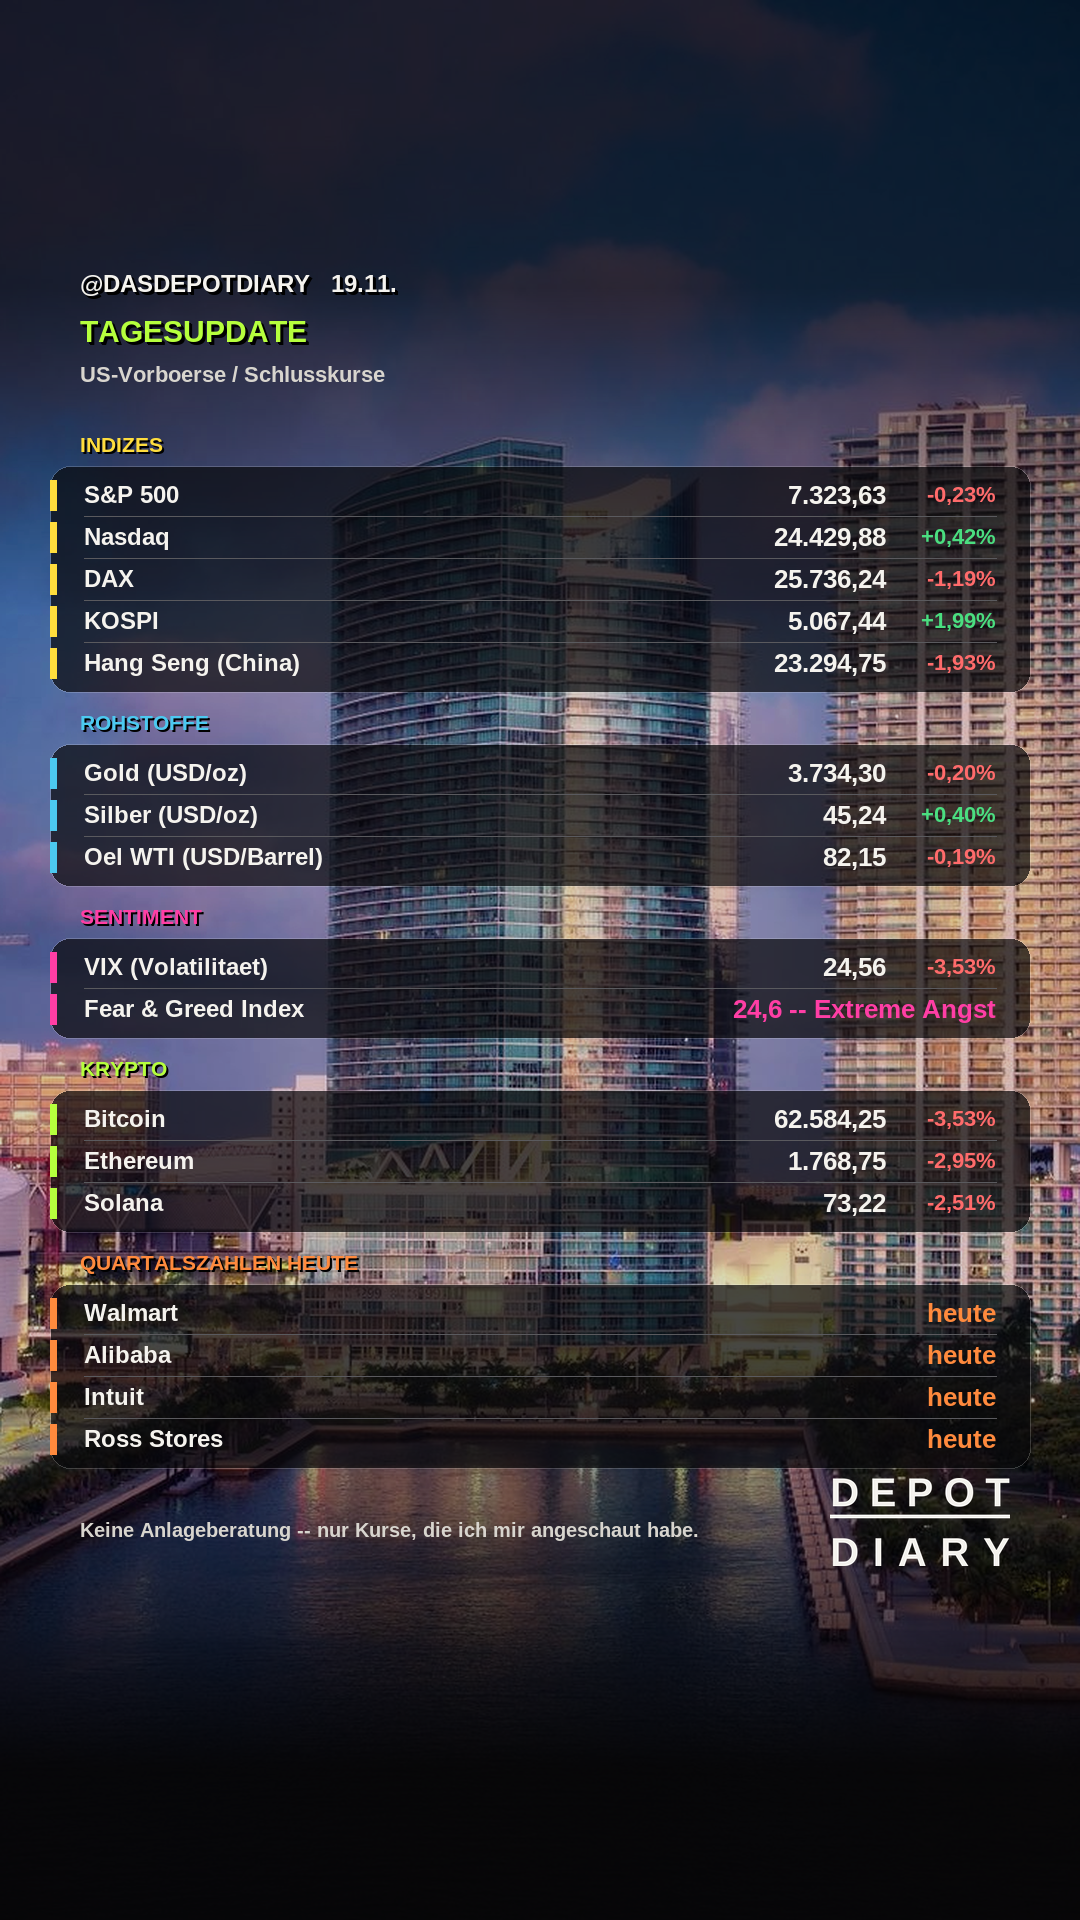 @DASDEPOTDIARY 19.11.
TAGESUPDATE
US-Vorboerse / Schlusskurse
INDIZES
S&P 500 7.323,63 -0,23%
Nasdaq 24.429,88 +0,42%
DAX 25.736,24 -1,19%
KOSPI 5.067,44 +1,99%
Hang Seng (China) 23.294,75 -1,93%
ROHSTOFFE
Gold (USD/oz) 3.734,30 -0,20%
Silber (USD/oz) 45,24 +0,40%
Oel WTI (USD/Barrel) 82,15 -0,19%
SENTIMENT
VIX (Volatilitaet) 24,56 -3,53%
Fear & Greed Index 24,6 -- Extreme Angst
KRYPTO
Bitcoin 62.584,25 -3,53%
Ethereum 1.768,75 -2,95%
Solana 73,22 -2,51%
QUARTALSZAHLEN HEUTE
Walmart heute
Alibaba heute
Intuit heute
Ross Stores heute
DEPOT
DIARY
Keine Anlageberatung -- nur Kurse, die ich mir angeschaut habe.